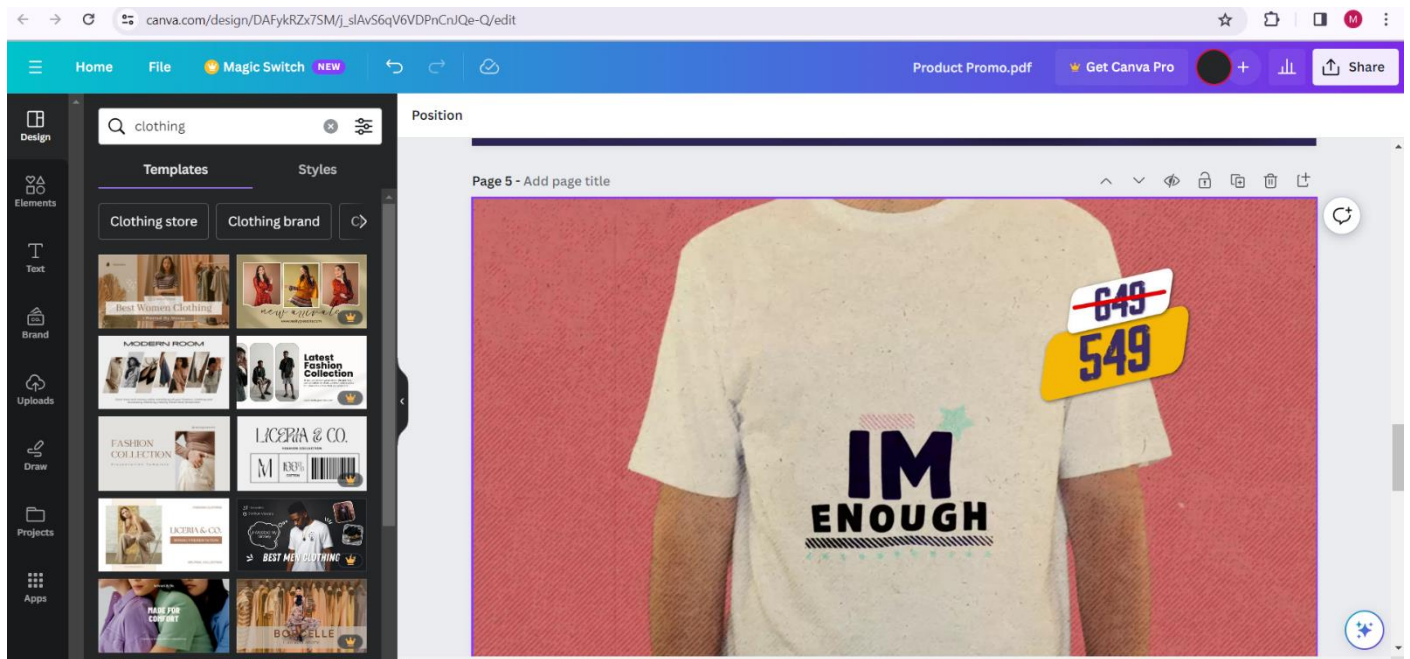 canva.com/design/DAFykRZx7SM/j_slAvS6qV6VDPnCnJQe-Q/edit
M
Home File Magic Switch NEW Product Promo.pdf Get Canva Pro + Share
Design
Elements
Text
Brand
Uploads
Draw
Projects
Apps
clothing
Templates Styles
Clothing store Clothing brand
Best Women Clothing
new arrivals
MODERN ROOM
Latest
Fashion
Collection
FASHION
COLLECTION
LICERIA & CO.
M 100%
LICERIA & CO.
BEST MEN CLOTHING
MADE FOR
COMFORT
BORCELLE
Position
Page 5 - Add page title
649
549
IM
ENOUGH